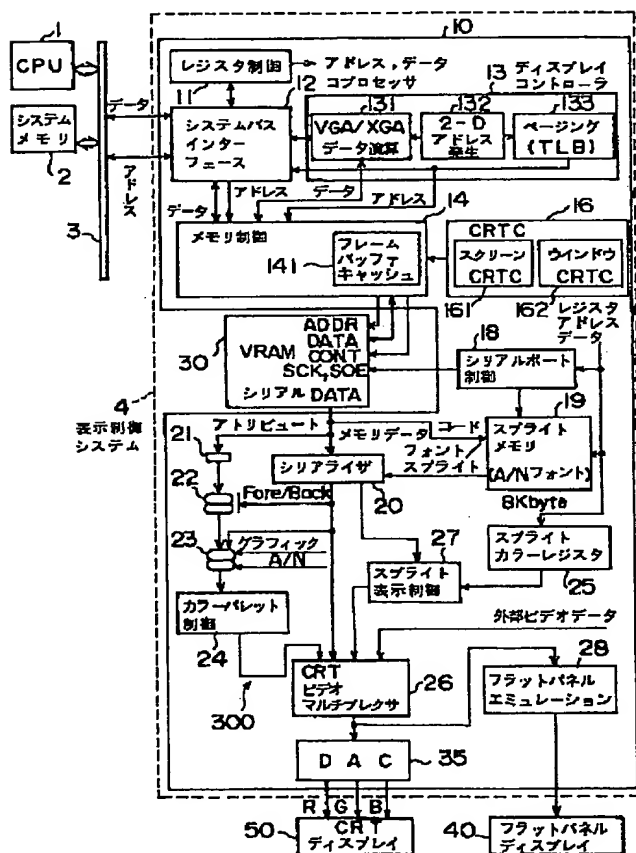 1
CPU
システム
メモリ
2
3
データ
アドレス
4
表示制御
システム
10
レジスタ制御
11
アドレス,データ
コプロセッサ
12
システムバス
インター
フェース
13
ディスプレイ
コントローラ
131
VGA/XGA
データ演算
132
2-D
アドレス
発生
133
ページング
(TLB)
アドレス
データ
データ
アドレス
14
メモリ制御
141
フレーム
バッファ
キャッシュ
16
CRTC
スクリーン
CRTC
161
ウインドウ
CRTC
162
レジスタ
アドレス
データ
30
VRAM
ADDR
DATA
CONT
SCK,SOE
シリアル DATA
18
シリアルポート
制御
19
スプライト
メモリ
(A/Nフォント)
8Kbyte
アトリビュート
メモリデータ
コード
フォント
スプライト
21
22
Fore/Back
シリアライザ
20
23
グラフィック
A/N
27
スプライト
表示制御
スプライト
カラーレジスタ
25
カラーパレット
制御
24
外部ビデオデータ
300
CRT
ビデオ
マルチプレクサ
26
28
フラットパネル
エミュレーション
DAC
35
R
G
B
50
CRT
ディスプレイ
40
フラットパネル
ディスプレイ